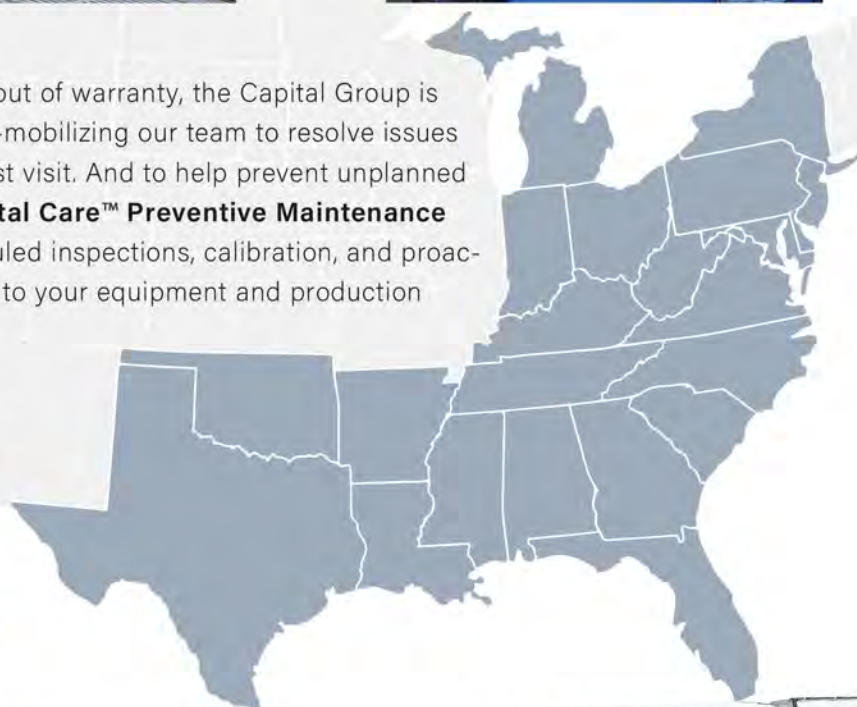 out of warranty, the Capital Group is
-mobilizing our team to resolve issues
st visit. And to help prevent unplanned
tal Care™ Preventive Maintenance
uled inspections, calibration, and proac-
to your equipment and production